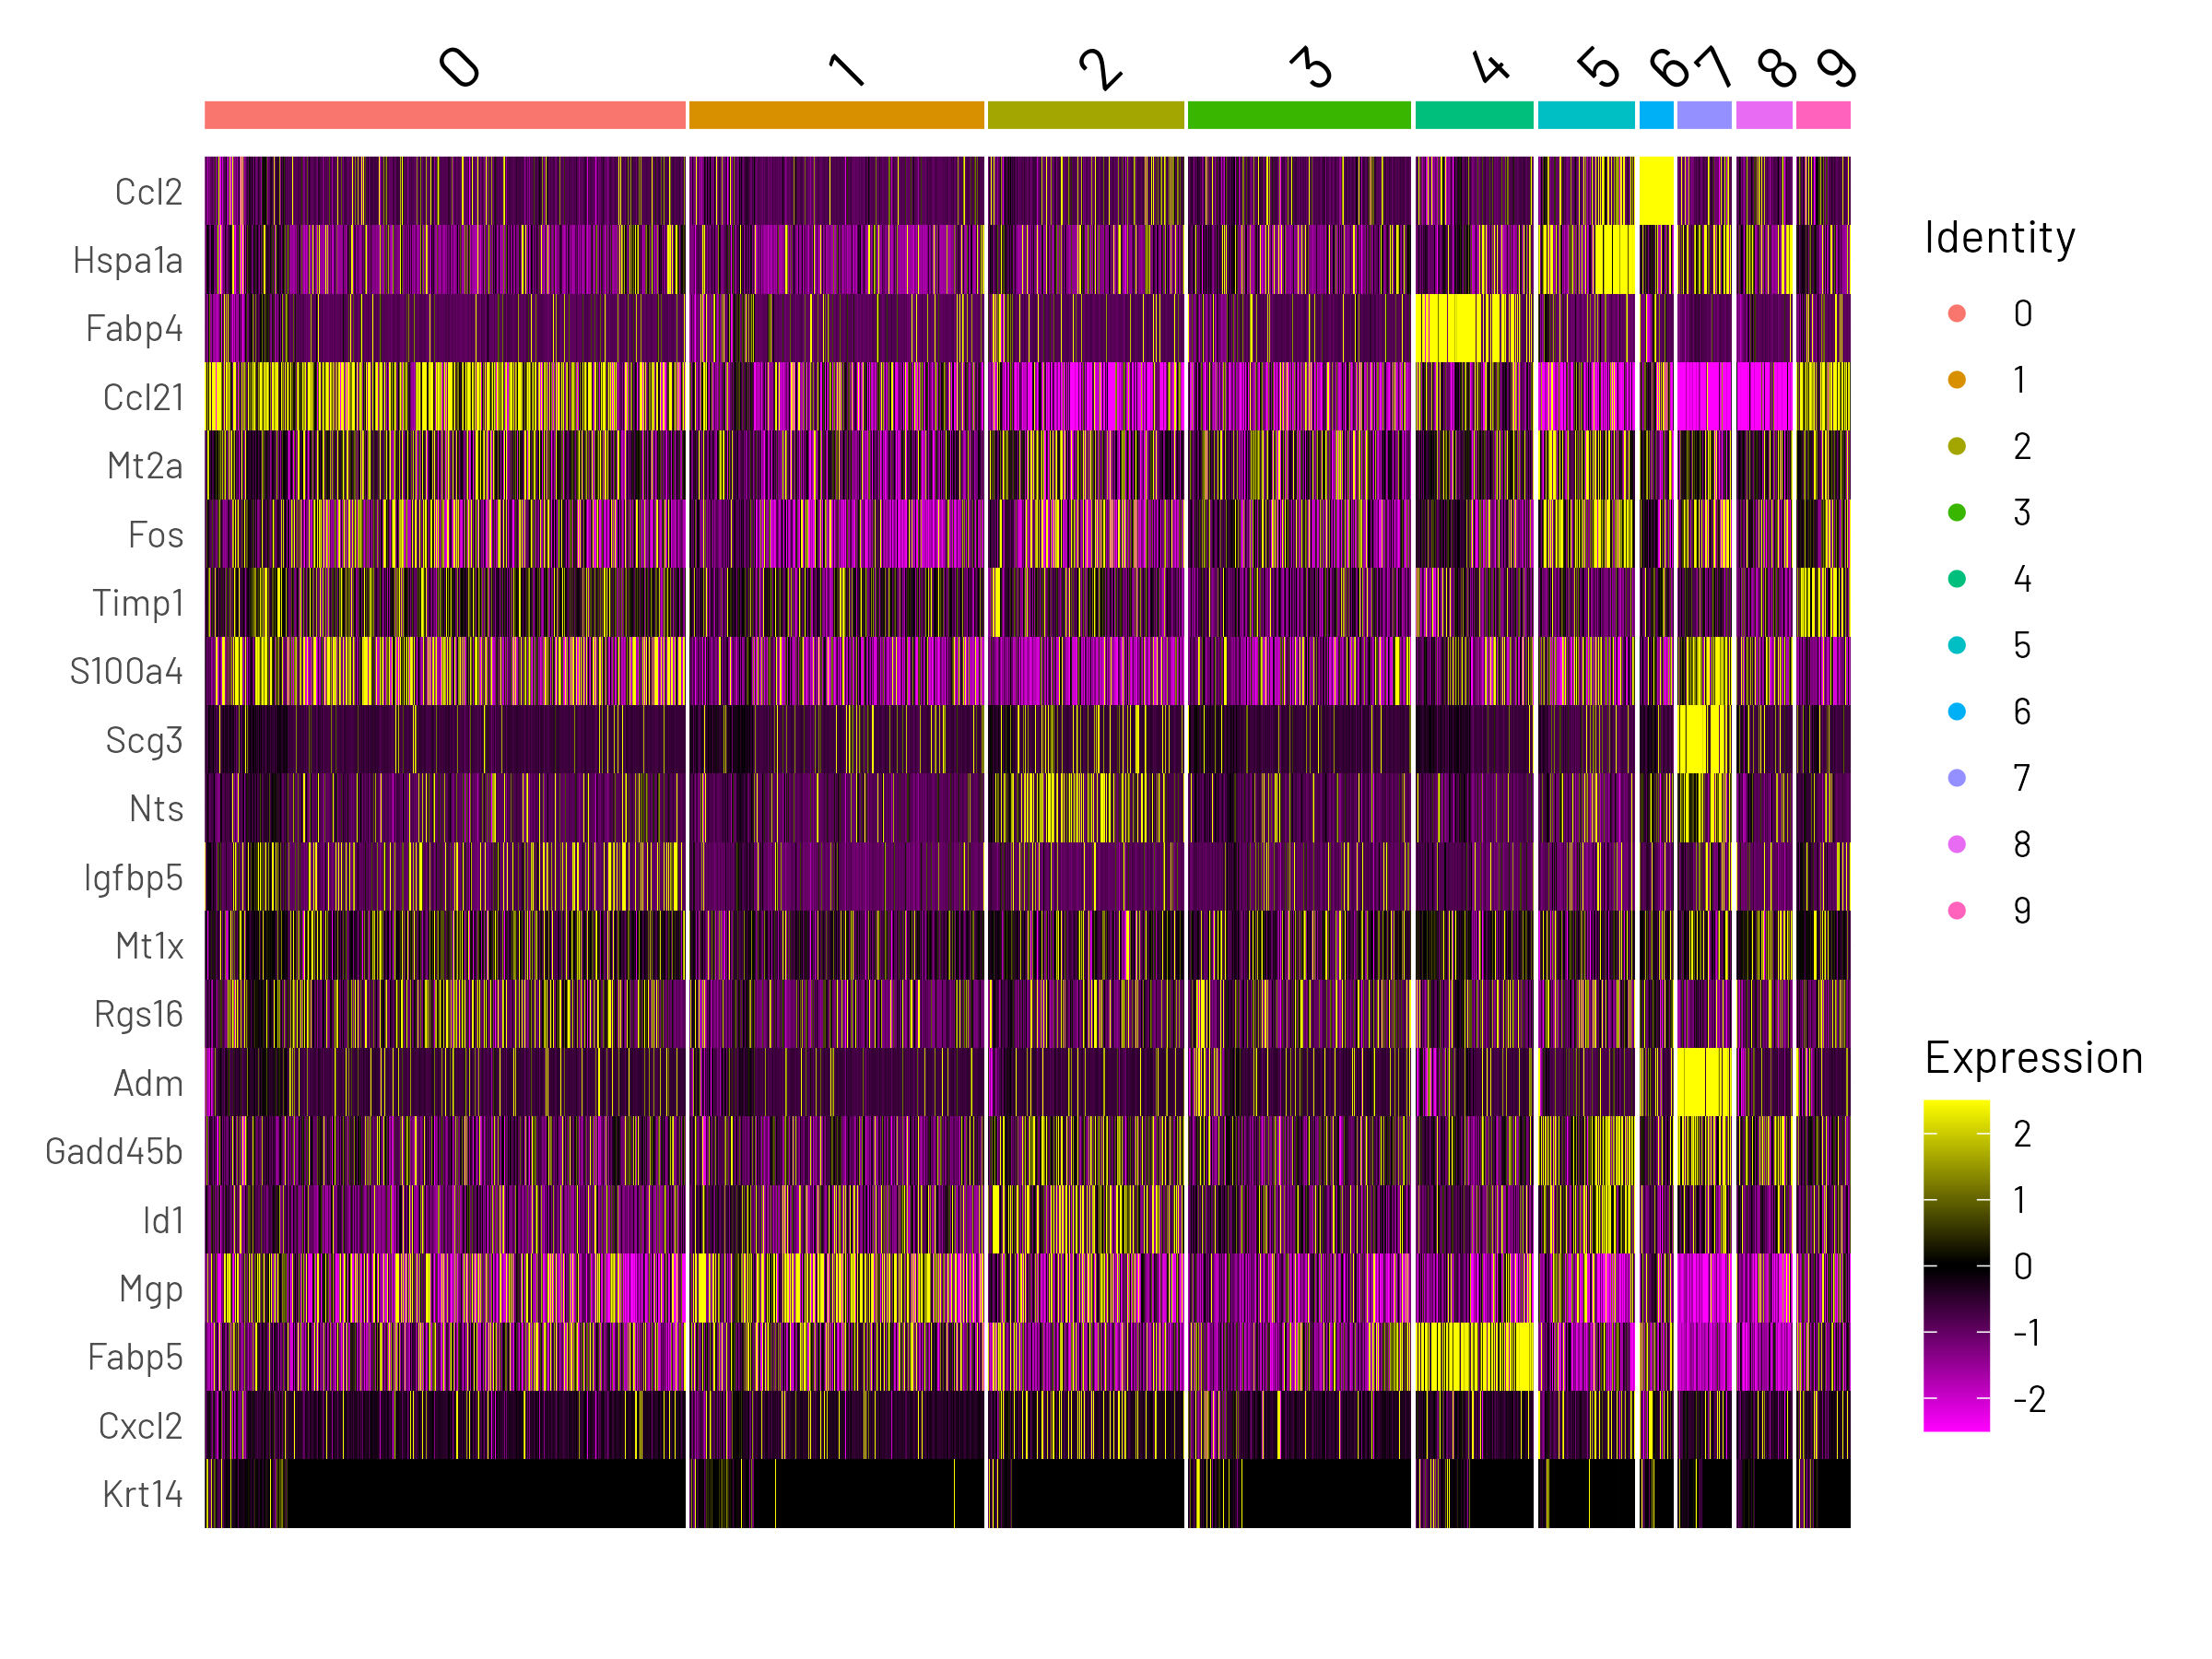 0 1 2 3 4 5 6 7 8 9
Ccl2
Hspa1a
Fabp4
Ccl21
Mt2a
Fos
Timp1
S100a4
Scg3
Nts
Igfbp5
Mt1x
Rgs16
Adm
Gadd45b
Id1
Mgp
Fabp5
Cxcl2
Krt14
Identity
0
1
2
3
4
5
6
7
8
9
Expression
2
1
0
-1
-2